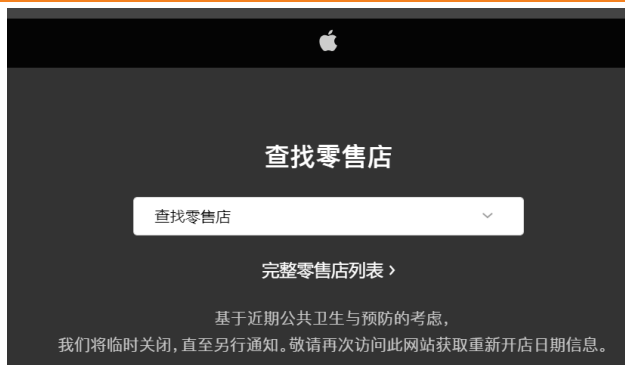 查找零售店
查找零售店
完整零售店列表 >
基于近期公共卫生与预防的考虑，
我们将临时关闭，直至另行通知。敬请再次访问此网站获取重新开店日期信息。